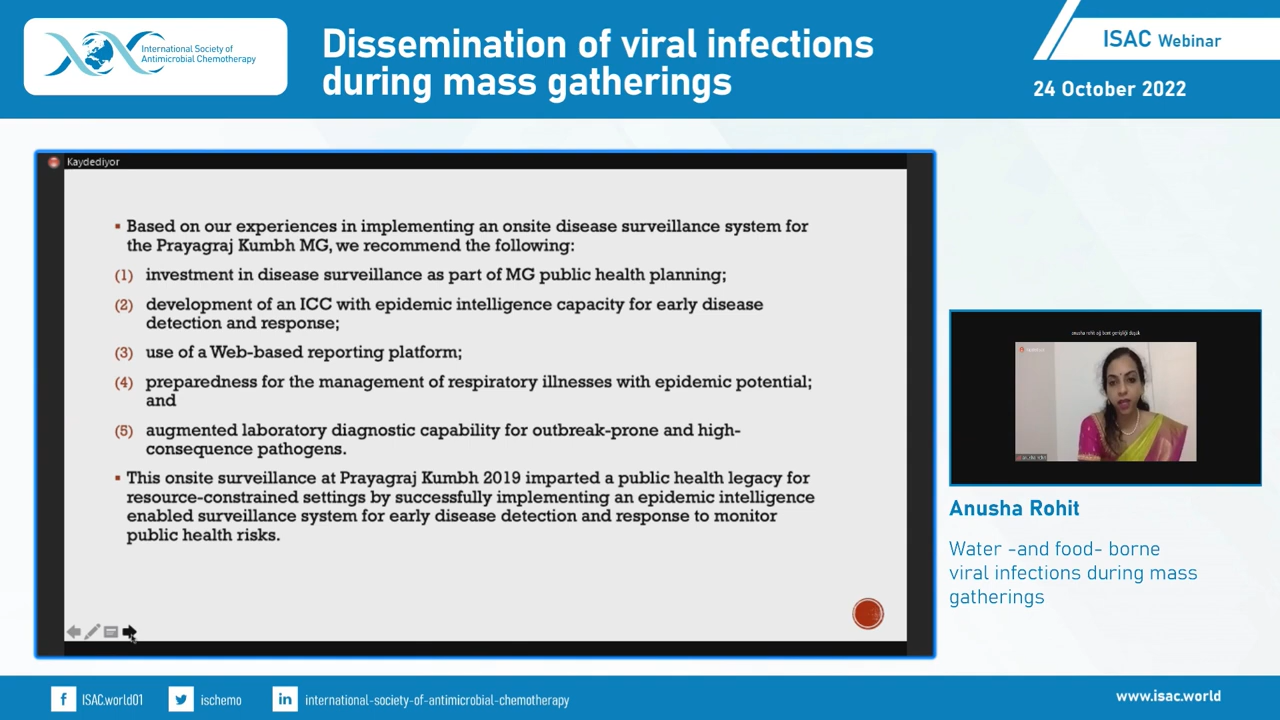 International Society of
Antimicrobial Chemotherapy
Dissemination of viral infections
during mass gatherings
ISAC Webinar
24 October 2022
Kaydediyor
▪ Based on our experiences in implementing an onsite disease surveillance system for
the Prayagraj Kumbh MG, we recommend the following:
(1) investment in disease surveillance as part of MG public health planning;
(2) development of an ICC with epidemic intelligence capacity for early disease
detection and response;
(3) use of a Web-based reporting platform;
(4) preparedness for the management of respiratory illnesses with epidemic potential;
and
(5) augmented laboratory diagnostic capability for outbreak-prone and high-
consequence pathogens.
▪ This onsite surveillance at Prayagraj Kumbh 2019 imparted a public health legacy for
resource-constrained settings by successfully implementing an epidemic intelligence
enabled surveillance system for early disease detection and response to monitor
public health risks.
Anusha Rohit
Water -and food- borne
viral infections during mass
gatherings
f ISAC.world01
ischemo
in international-society-of-antimicrobial-chemotherapy
www.isac.world